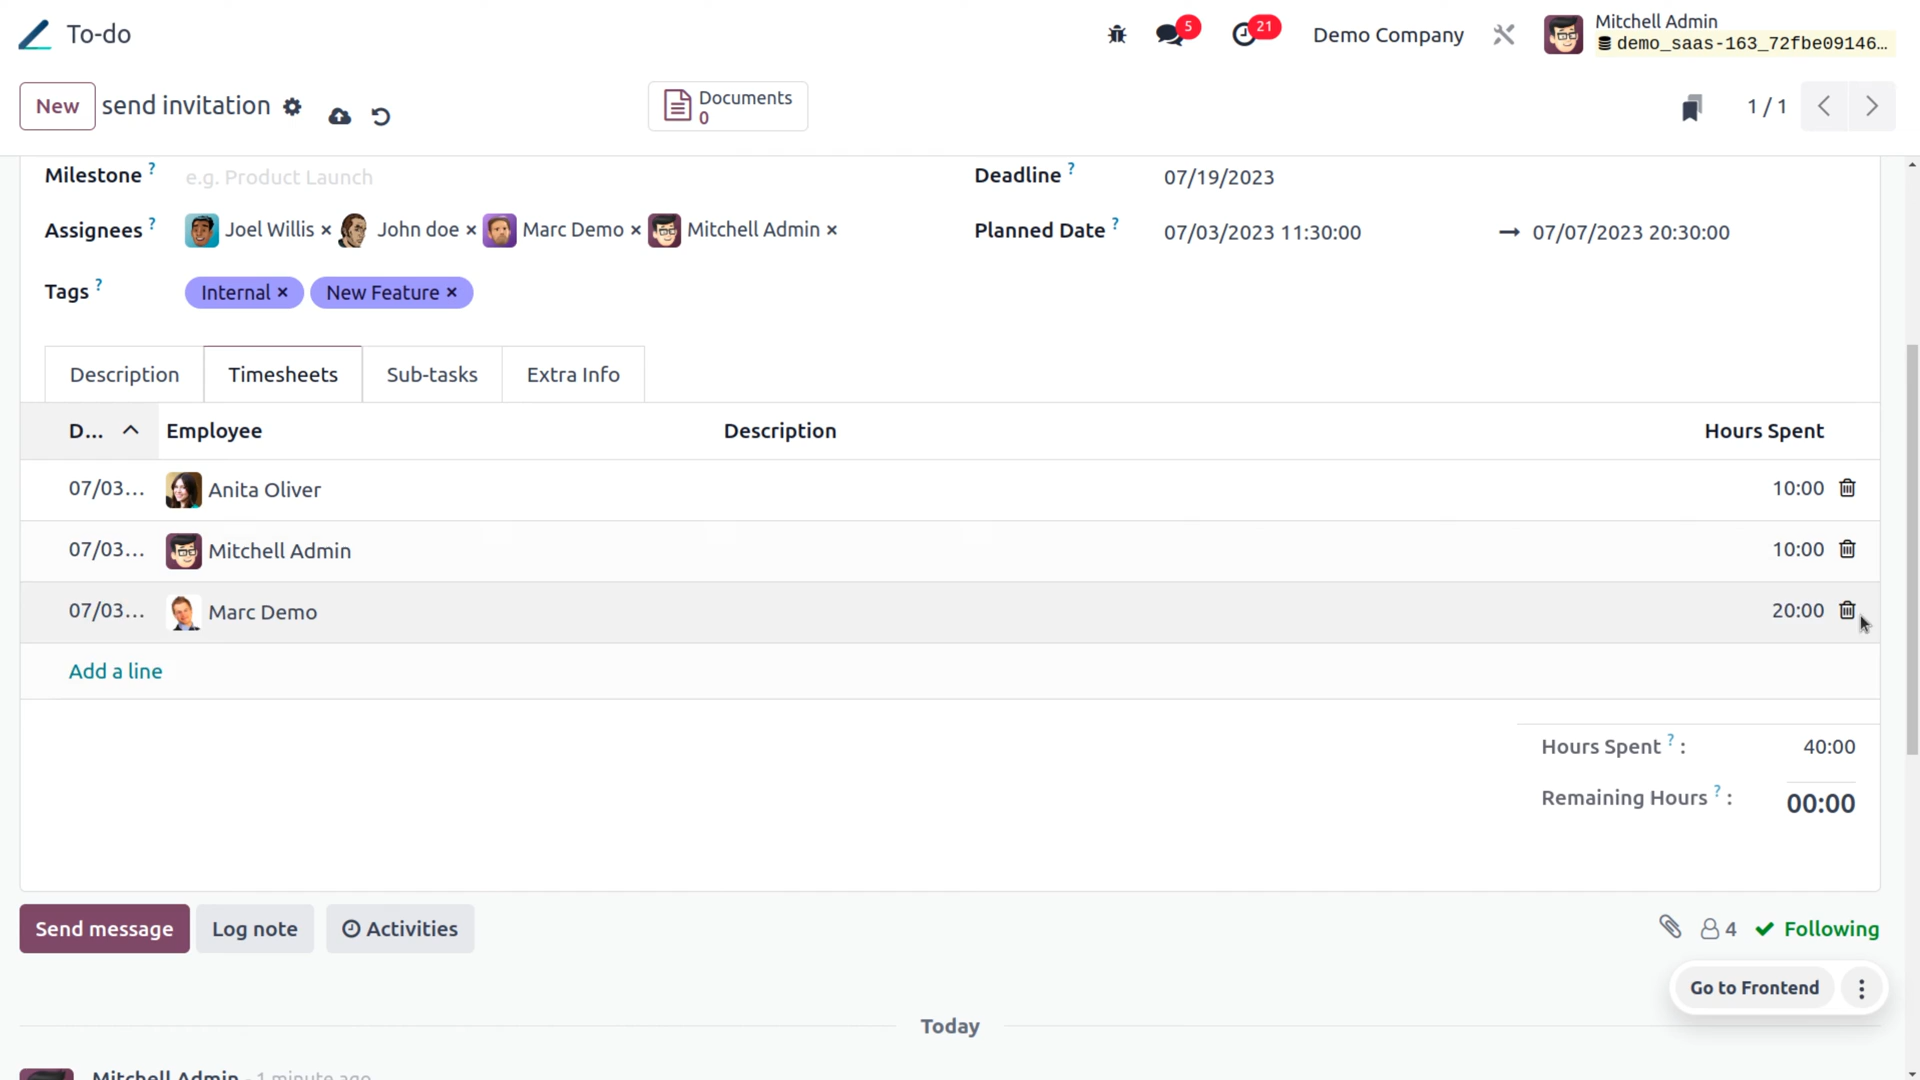 To-do
5
21
Demo Company
Mitchell Admin
demo_saas-163_72fbe09146...
New
send invitation
Documents
0
1 / 1
Milestone ?
e.g. Product Launch
Deadline ?
07/19/2023
Assignees ?
Joel Willis ×
John doe ×
Marc Demo ×
Mitchell Admin ×
Planned Date ?
07/03/2023 11:30:00
→ 07/07/2023 20:30:00
Tags ?
Internal ×
New Feature ×
Description
Timesheets
Sub-tasks
Extra Info
D...
Employee
Description
Hours Spent
07/03...
Anita Oliver
10:00
07/03...
Mitchell Admin
10:00
07/03...
Marc Demo
20:00
Add a line
Hours Spent ? :
40:00
Remaining Hours ? :
00:00
Send message
Log note
Activities
4
Following
Go to Frontend
Today
Mitchell Admin - 1 minute ago